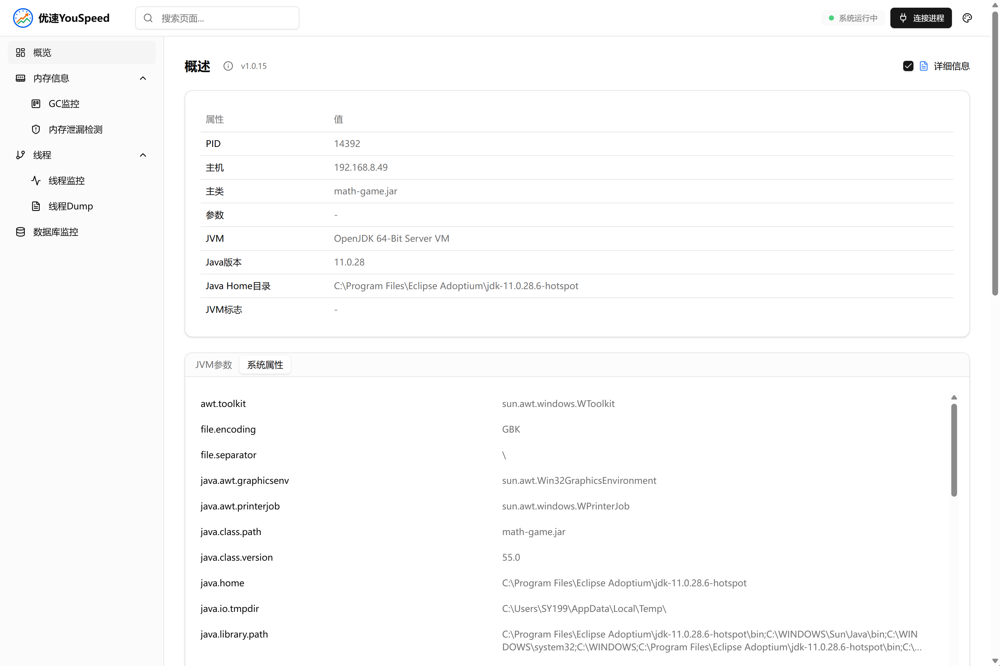 优速YouSpeed
搜索页面...
系统运行中
连接进程
概览
内存信息
GC监控
内存泄漏检测
线程
线程监控
线程Dump
数据库监控
概述
v1.0.15
详细信息
属性 值
PID 14392
主机 192.168.8.49
主类 math-game.jar
参数 -
JVM OpenJDK 64-Bit Server VM
Java版本 11.0.28
Java Home目录 C:\Program Files\Eclipse Adoptium\jdk-11.0.28.6-hotspot
JVM标志 -
JVM参数 系统属性
awt.toolkit sun.awt.windows.WToolkit
file.encoding GBK
file.separator \
java.awt.graphicsenv sun.awt.Win32GraphicsEnvironment
java.awt.printerjob sun.awt.windows.WPrinterJob
java.class.path math-game.jar
java.class.version 55.0
java.home C:\Program Files\Eclipse Adoptium\jdk-11.0.28.6-hotspot
java.io.tmpdir C:\Users\SY199\AppData\Local\Temp\
java.library.path C:\Program Files\Eclipse Adoptium\jdk-11.0.28.6-hotspot\bin;C:\WINDOWS\Sun\Java\bin;C:\WIN
DOWS\system32;C:\WINDOWS;C:\Program Files\Eclipse Adoptium\jdk-11.0.28.6-hotspot\bin;C:\...